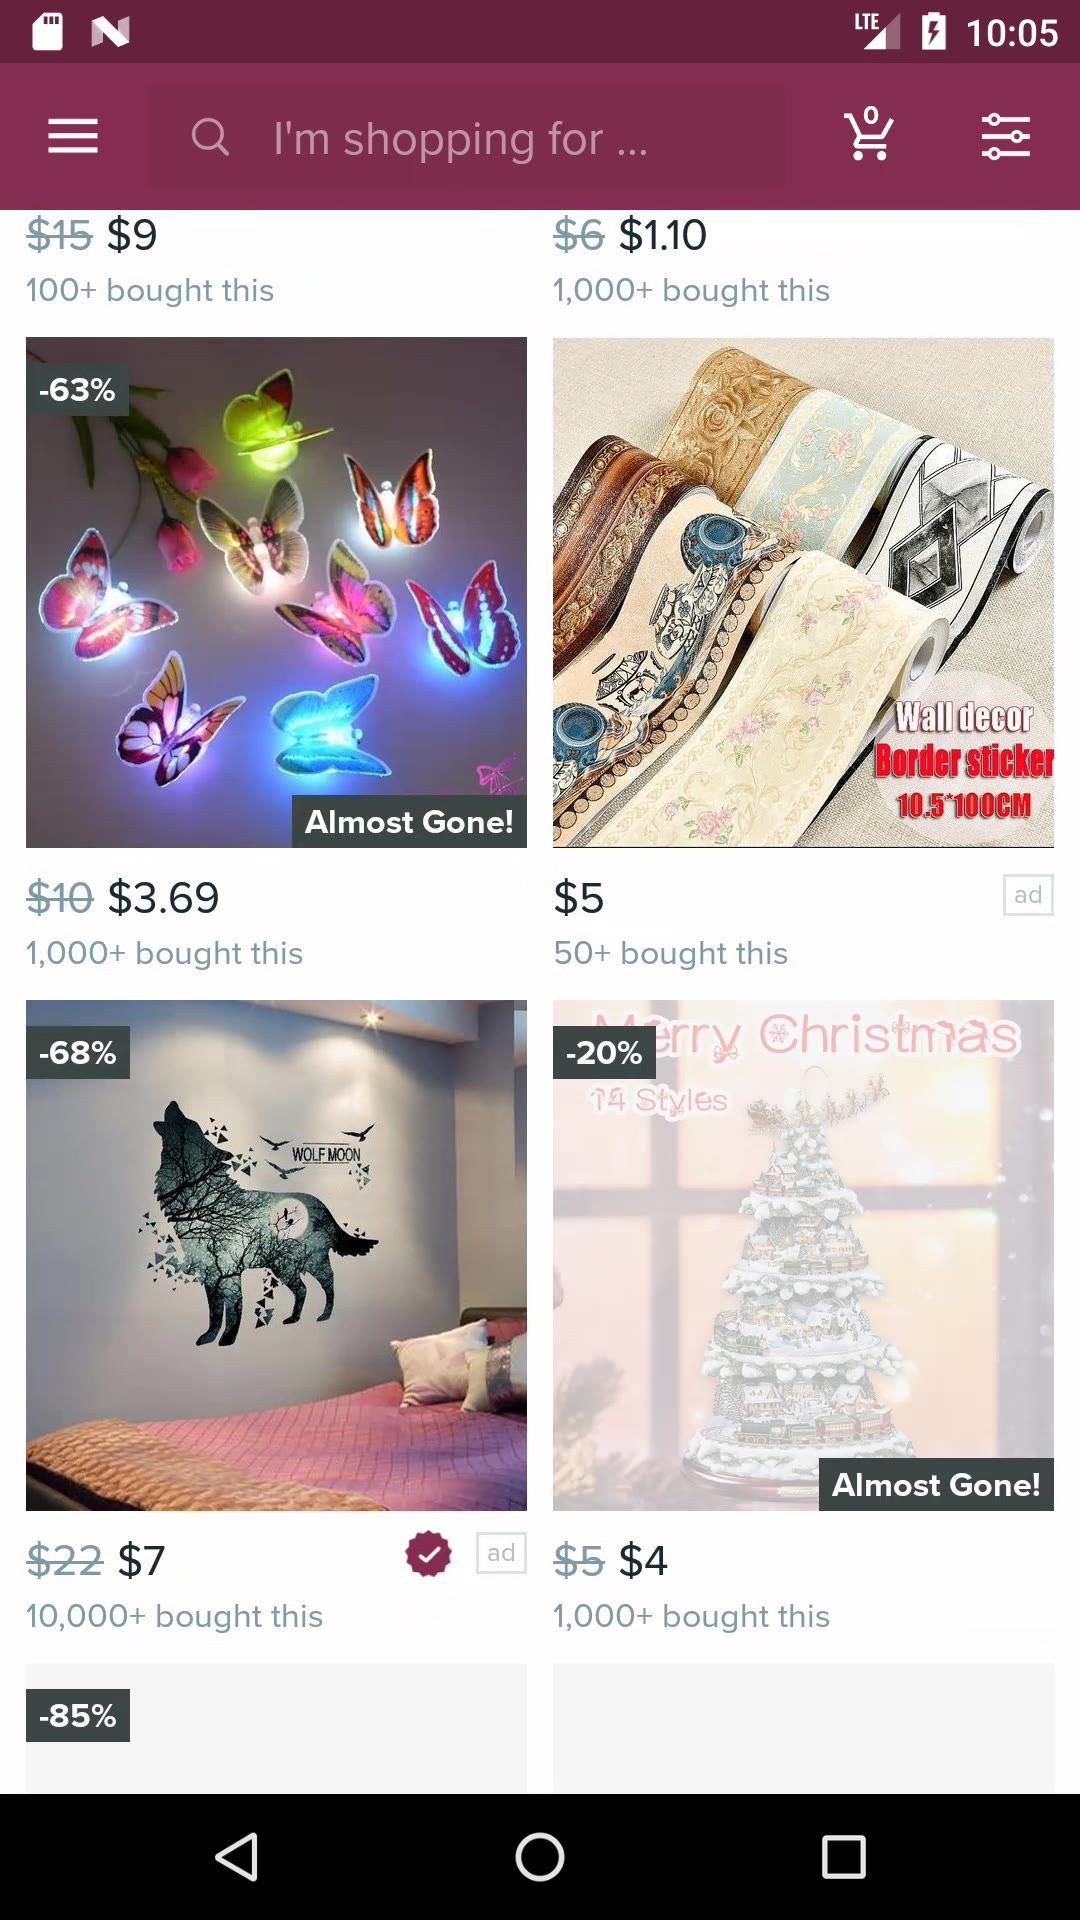 LTE 10:05
I'm shopping for ...
0
$15 $9
100+ bought this
$6 $1.10
1,000+ bought this
-63%
Almost Gone!
Wall decor
Border sticker
10.5*100CM
$10 $3.69
1,000+ bought this
$5 ad
50+ bought this
-68%
WOLF MOON
-20%
Merry Christmas
14 Styles
Almost Gone!
$22 $7 ad
10,000+ bought this
$5 $4
1,000+ bought this
-85%